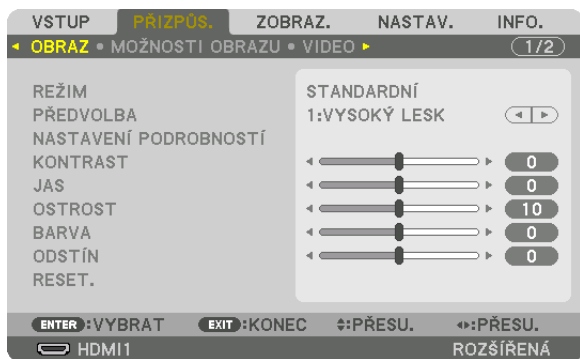 VSTUP PŘIZPŮS. ZOBRAZ. NASTAV. INFO.
OBRAZ • MOŽNOSTI OBRAZU • VIDEO 1/2
REŽIM STANDARDNÍ
PŘEDVOLBA 1:VYSOKÝ LESK
NASTAVENÍ PODROBNOSTÍ
KONTRAST 0
JAS 0
OSTROST 10
BARVA 0
ODSTÍN 0
RESET.
ENTER :VYBRAT EXIT :KONEC :PŘESU. :PŘESU.
HDMI1 ROZŠÍŘENÁ